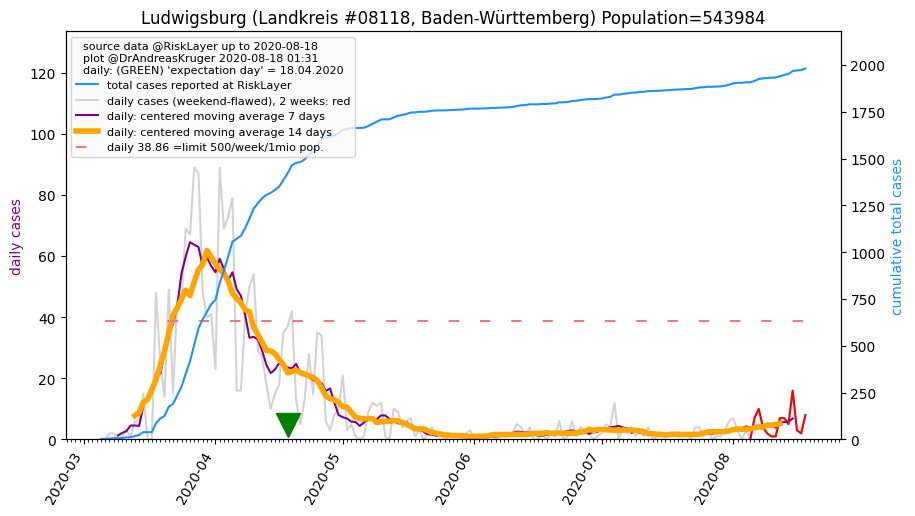 Ludwigsburg (Landkreis #08118, Baden-Württemberg) Population=543984
source data @RiskLayer up to 2020-08-18
plot @DrAndreasKruger 2020-08-18 01:31
daily: (GREEN) 'expectation day' = 18.04.2020
total cases reported at RiskLayer
daily cases (weekend-flawed), 2 weeks: red
daily: centered moving average 7 days
daily: centered moving average 14 days
daily 38.86 =limit 500/week/1mio pop.
daily cases
120
100
80
60
40
20
0
cumulative total cases
2000
1750
1500
1250
1000
750
500
250
0
2020-03
2020-04
2020-05
2020-06
2020-07
2020-08